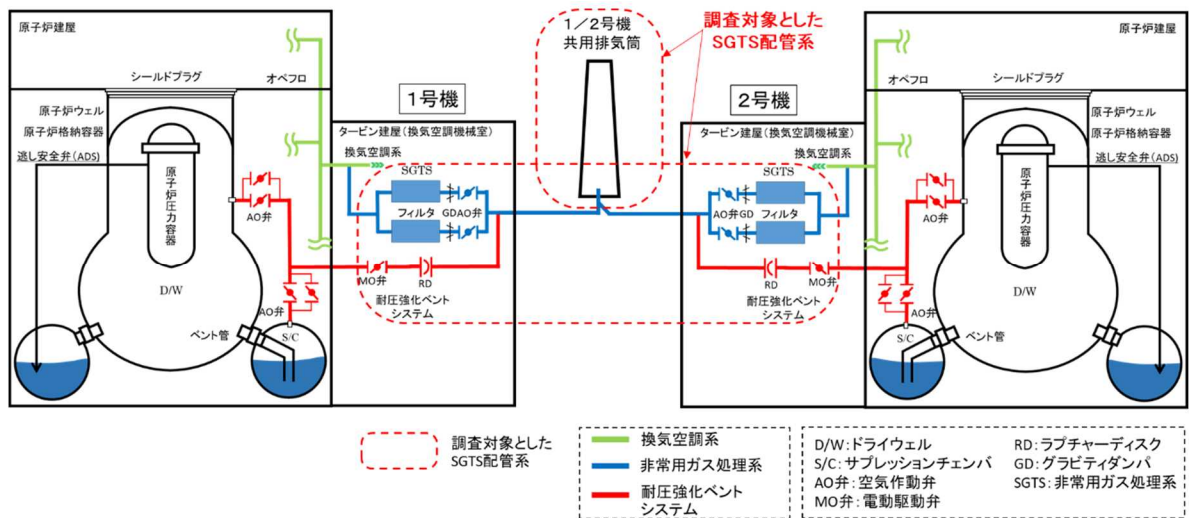 原子炉建屋
シールドプラグ
オペフロ
原子炉ウェル
原子炉格納容器
逃し安全弁(ADS)
原子炉圧力容器
AO弁
D/W
AO弁
ベント管
S/C
1号機
タービン建屋(換気空調機械室)
換気空調系
SGTS
フィルタ
GD
AO弁
MO弁
RD
耐圧強化ベント
システム
1/2号機
共用排気筒
調査対象とした
SGTS配管系
2号機
タービン建屋(換気空調機械室)
換気空調系
SGTS
AO弁
GD
フィルタ
RD
MO弁
耐圧強化ベント
システム
原子炉建屋
オペフロ
シールドプラグ
原子炉ウェル
原子炉格納容器
逃し安全弁(ADS)
原子炉圧力容器
AO弁
D/W
AO弁
S/C
ベント管
調査対象とした
SGTS配管系
換気空調系
非常用ガス処理系
耐圧強化ベント
システム
D/W:ドライウェル
S/C:サプレッションチェンバ
AO弁:空気作動弁
MO弁:電動駆動弁
RD:ラプチャーディスク
GD:グラビティダンパ
SGTS:非常用ガス処理系